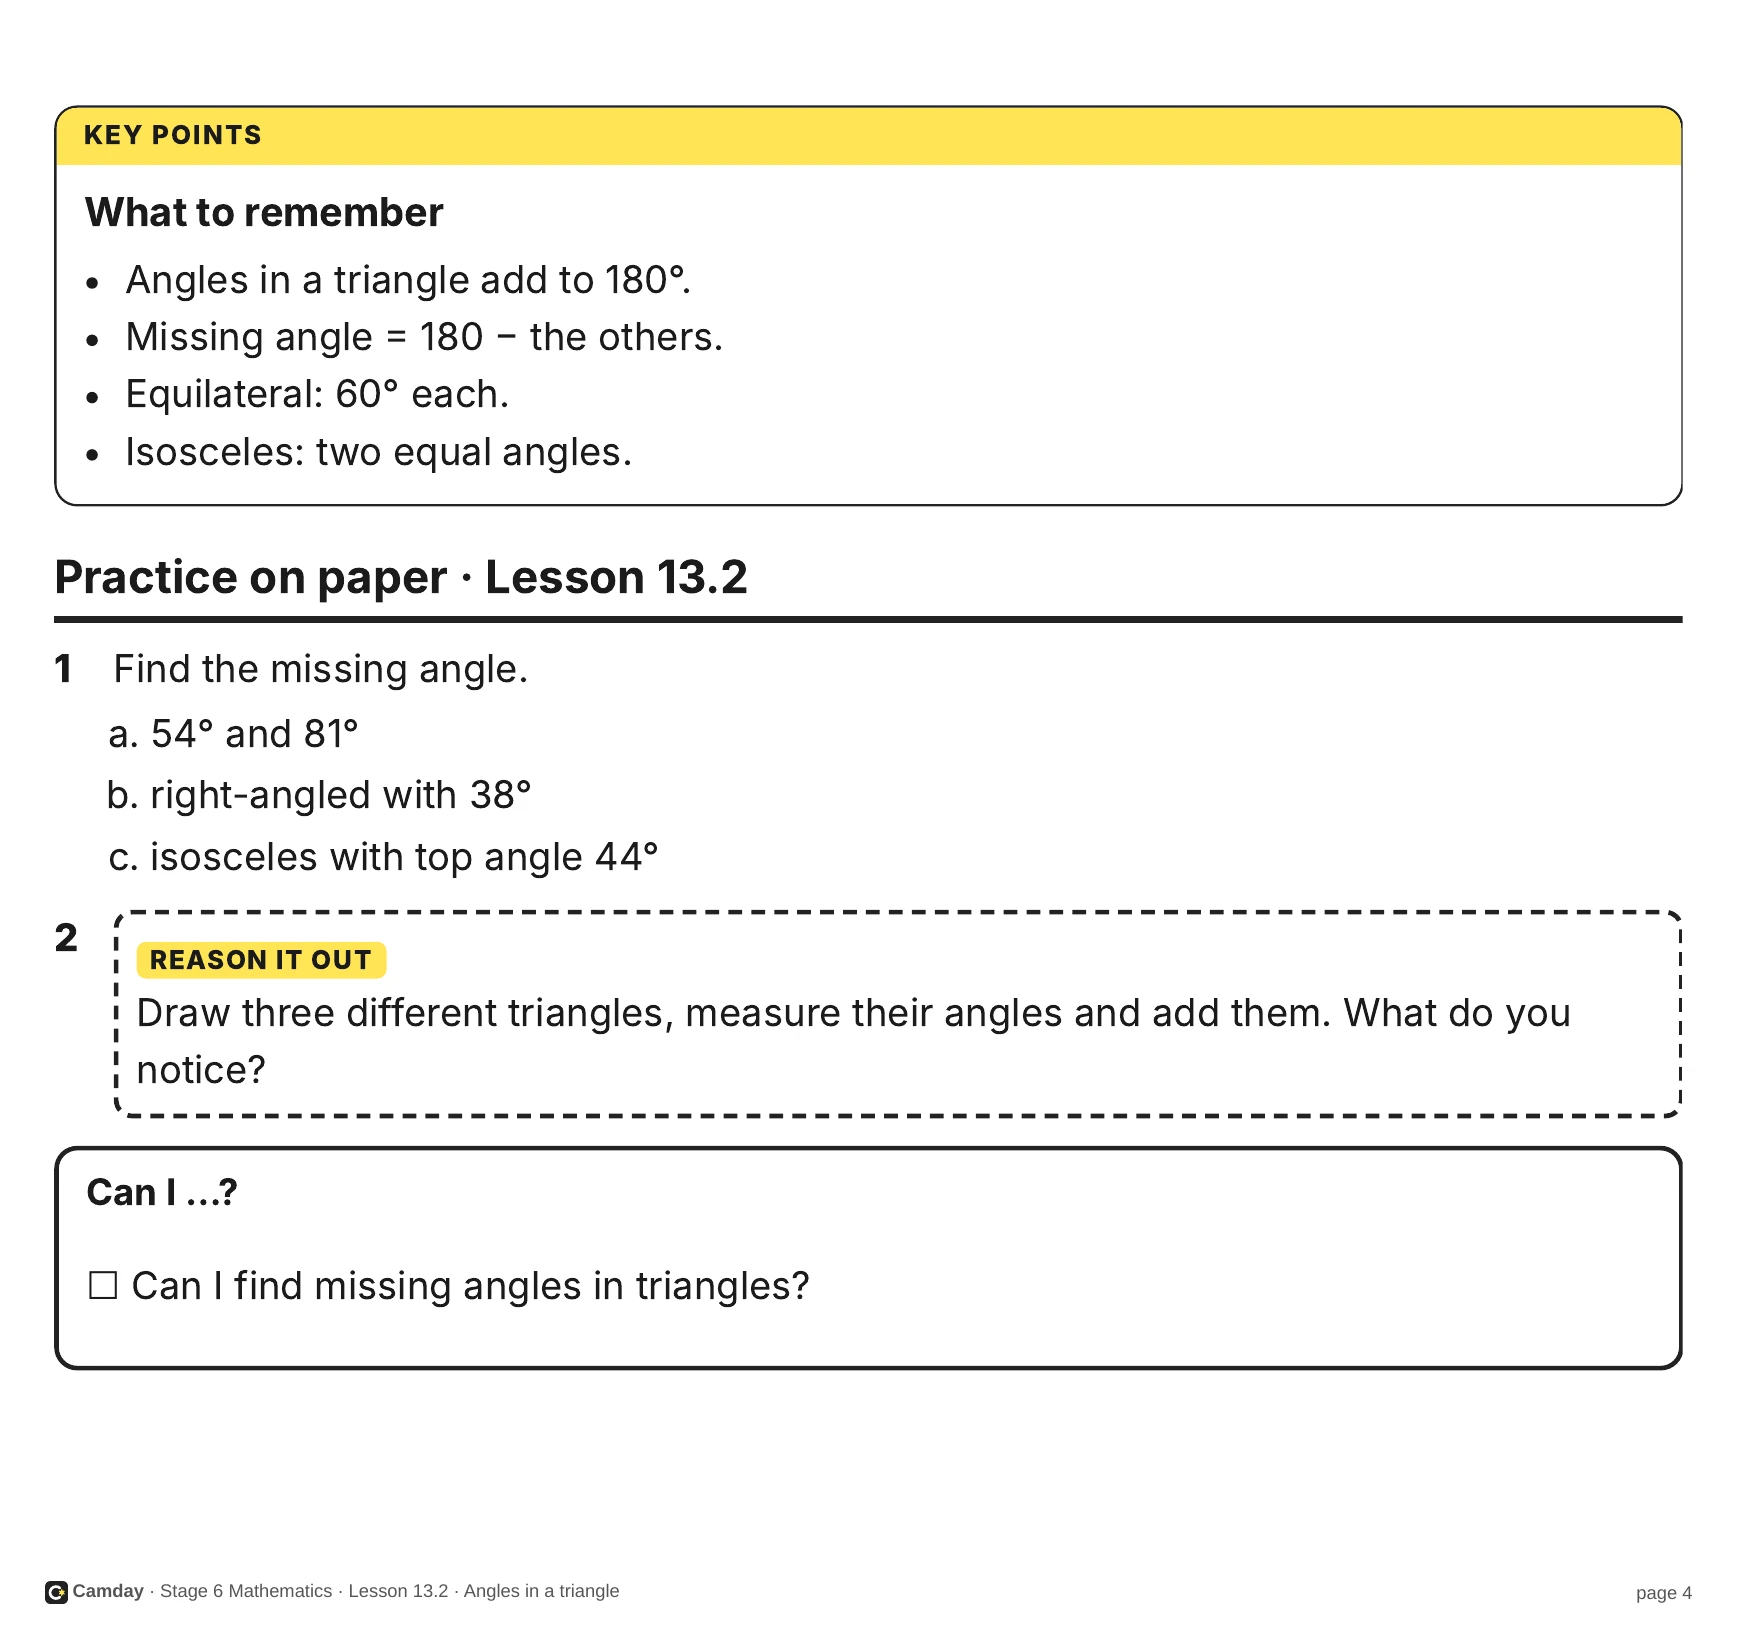 KEY POINTS
What to remember
• Angles in a triangle add to 180°.
• Missing angle = 180 − the others.
• Equilateral: 60° each.
• Isosceles: two equal angles.
Practice on paper · Lesson 13.2
1 Find the missing angle.
a. 54° and 81°
b. right-angled with 38°
c. isosceles with top angle 44°
2
REASON IT OUT
Draw three different triangles, measure their angles and add them. What do you
notice?
Can I …?
☐ Can I find missing angles in triangles?
Camday · Stage 6 Mathematics · Lesson 13.2 · Angles in a triangle
page 4